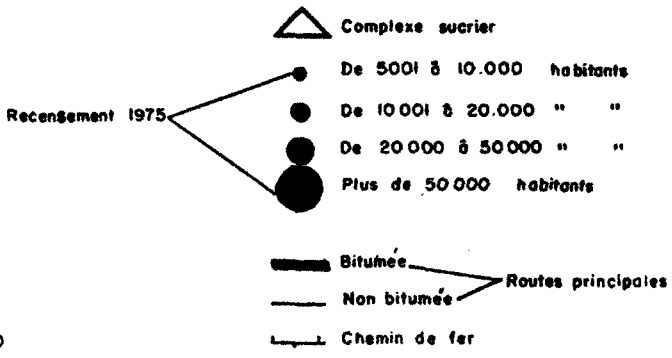 Complexe sucrier
De 5001 à 10.000 habitants
Recensement 1975
De 10001 à 20.000 " "
De 20000 à 50000 " "
Plus de 50000 habitants
Bitumée
Routes principales
Non bitumée
Chemin de fer